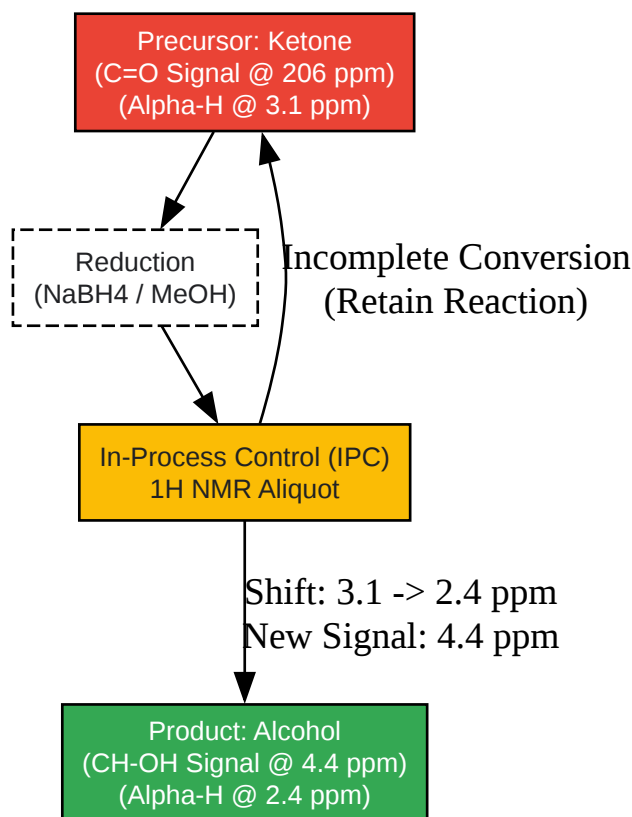 Precursor: Ketone
(C=O Signal @ 206 ppm)
(Alpha-H @ 3.1 ppm)
Reduction
(NaBH4 / MeOH)
Incomplete Conversion
(Retain Reaction)
In-Process Control (IPC)
1H NMR Aliquot
Shift: 3.1 -> 2.4 ppm
New Signal: 4.4 ppm
Product: Alcohol
(CH-OH Signal @ 4.4 ppm)
(Alpha-H @ 2.4 ppm)